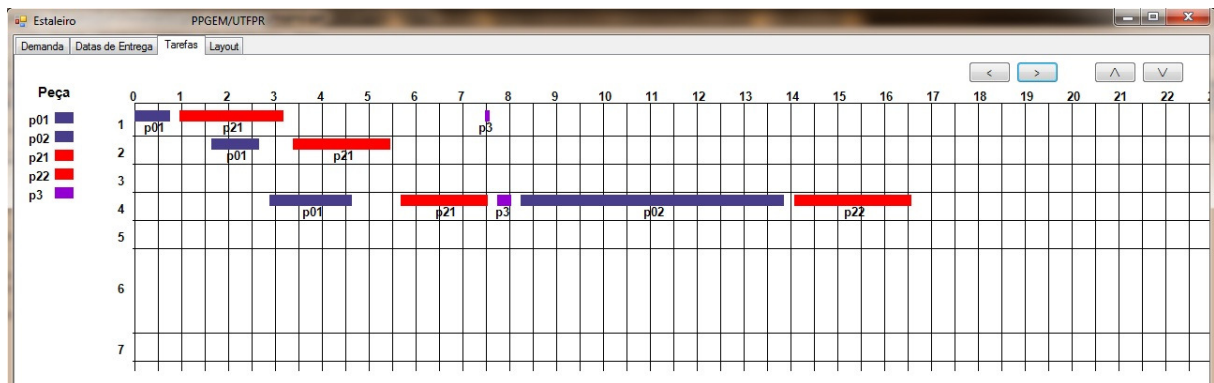 Estaleiro PPGEM/UTFPR
Demanda Datas de Entrega Tarefas Layout
< > /\ \/
Peça
0 1 2 3 4 5 6 7 8 9 10 11 12 13 14 15 16 17 18 19 20 21 22
p01
p02
p21
p22
p3
1 p01 p21 p3
2 p01 p21
3
4 p01 p21 p3 p02 p22
5
6
7